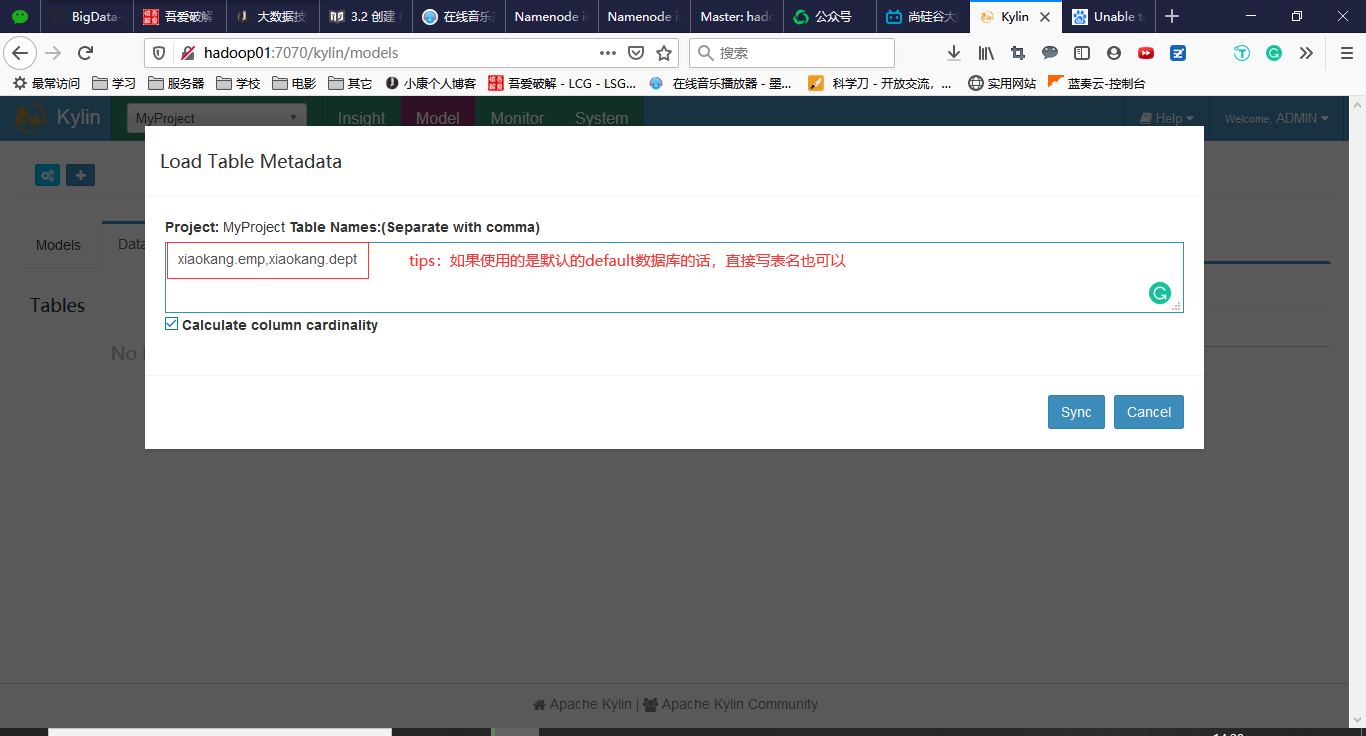 BigData-
吾爱破解
大数据技
3.2 创建
在线音乐
Namenode i
Namenode i
Master: had
公众号
尚硅谷大
Kylin
Unable t
hadoop01:7070/kylin/models
搜索
最常访问 学习 服务器 学校 电影 其它 小康个人博客 吾爱破解 - LCG - LSG... 在线音乐播放器 - 墨... 科学刀 - 开放交流，... 实用网站 蓝奏云-控制台
Kylin MyProject Insight Model Monitor System Help Welcome, ADMIN
Load Table Metadata
Project: MyProject Table Names:(Separate with comma)
Models
Data
xiaokang.emp,xiaokang.dept
tips：如果使用的是默认的default数据库的话，直接写表名也可以
Tables
Calculate column cardinality
No
Sync Cancel
Apache Kylin | Apache Kylin Community